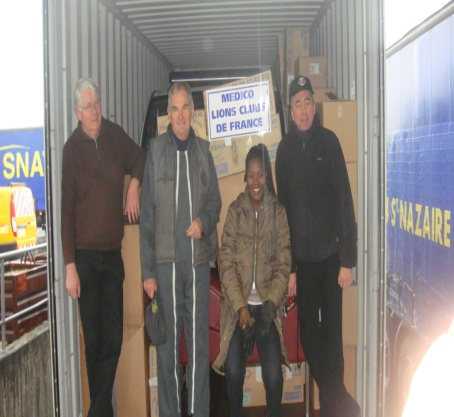 MEDICO
LIONS CLUBS
DE FRANCE
SNA
ST NAZAIRE